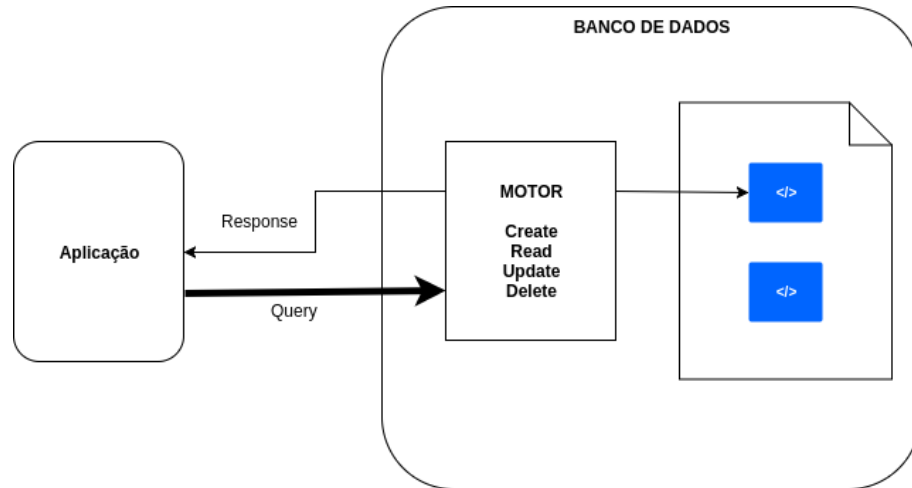 BANCO DE DADOS
Aplicação
Response
Query
MOTOR
Create
Read
Update
Delete
</>
</>